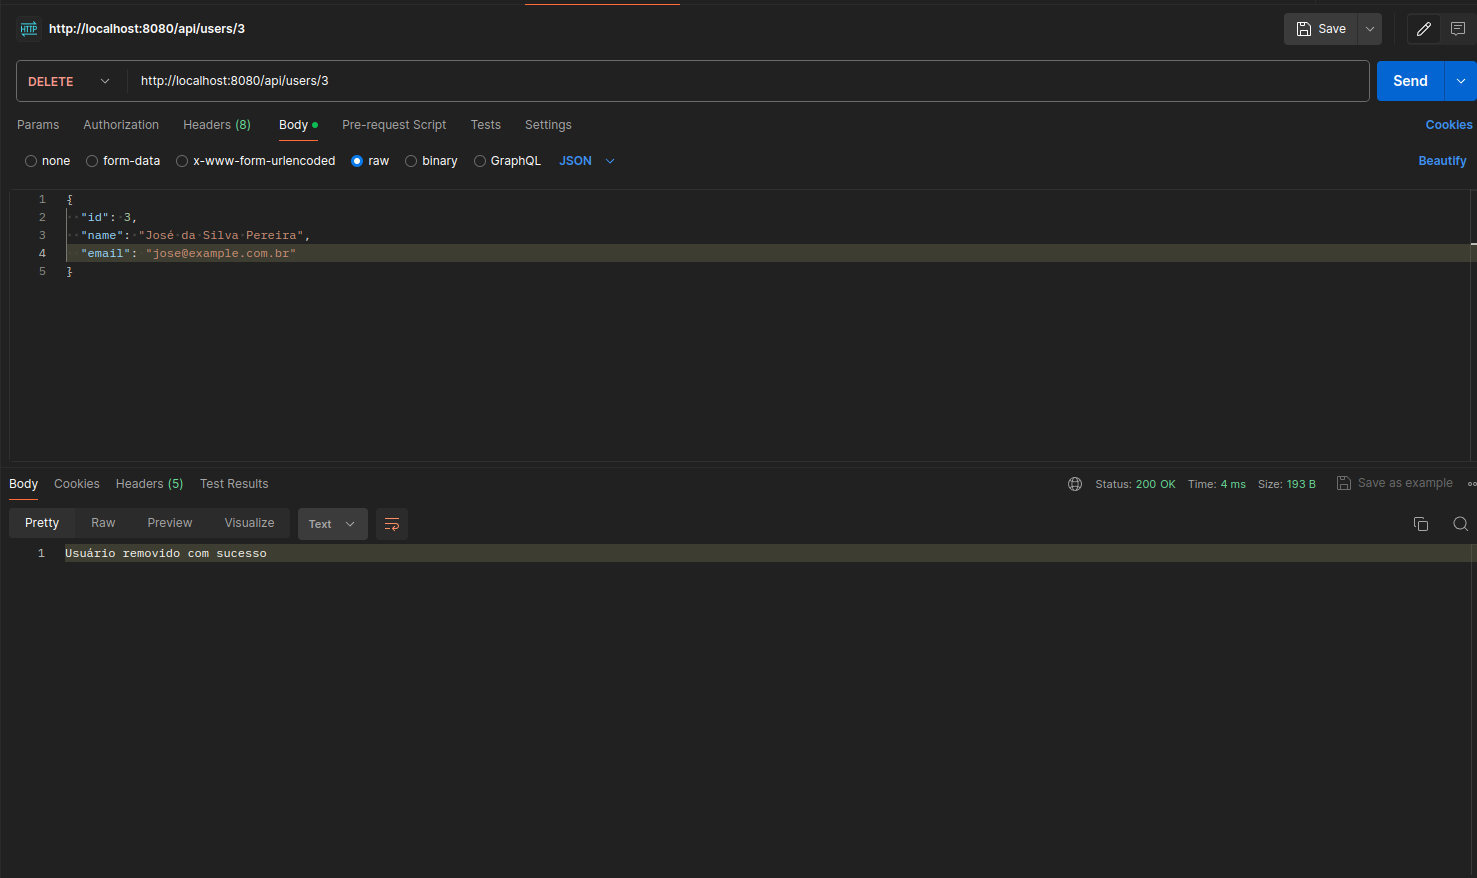 HTTP http://localhost:8080/api/users/3 Save
DELETE http://localhost:8080/api/users/3 Send
Params Authorization Headers (8) Body Pre-request Script Tests Settings Cookies
none form-data x-www-form-urlencoded raw binary GraphQL JSON Beautify
1 {
2 "id": 3,
3 "name": "José da Silva Pereira",
4 "email": "jose@example.com.br"
5 }
Body Cookies Headers (5) Test Results Status: 200 OK Time: 4 ms Size: 193 B Save as example
Pretty Raw Preview Visualize Text
1 Usuário removido com sucesso